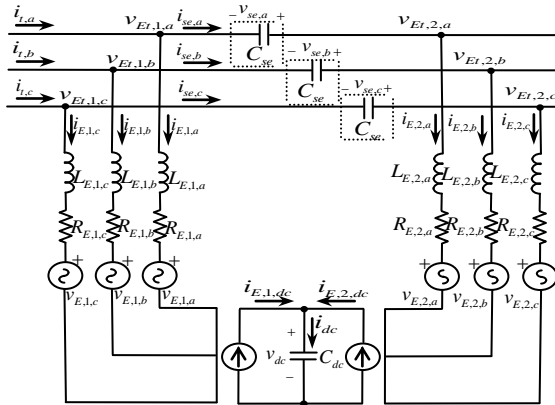 i_{t,a} v_{Et,1,a} i_{se,a} − v_{se,a} + v_{Et,2,a}
C_{se}
i_{t,b} v_{Et,1,b} i_{se,b} − v_{se,b} + v_{Et,2,b}
C_{se}
i_{t,c} v_{Et,1,c} i_{se,c} − v_{se,c} + v_{Et,2,c}
C_{se}
i_{E,1,c} i_{E,1,b} i_{E,1,a} i_{E,2,a} i_{E,2,b} i_{E,2,c}
L_{E,1,c} L_{E,1,b} L_{E,1,a} L_{E,2,a} L_{E,2,b} L_{E,2,c}
R_{E,1,c} R_{E,1,b} R_{E,1,a} R_{E,2,a} R_{E,2,b} R_{E,2,c}
+ + + + + +
v_{E,1,c} v_{E,1,b} v_{E,1,a} v_{E,2,a} v_{E,2,b} v_{E,2,c}
i_{E,1,dc} i_{E,2,dc}
+ i_{dc}
v_{dc} C_{dc}
−